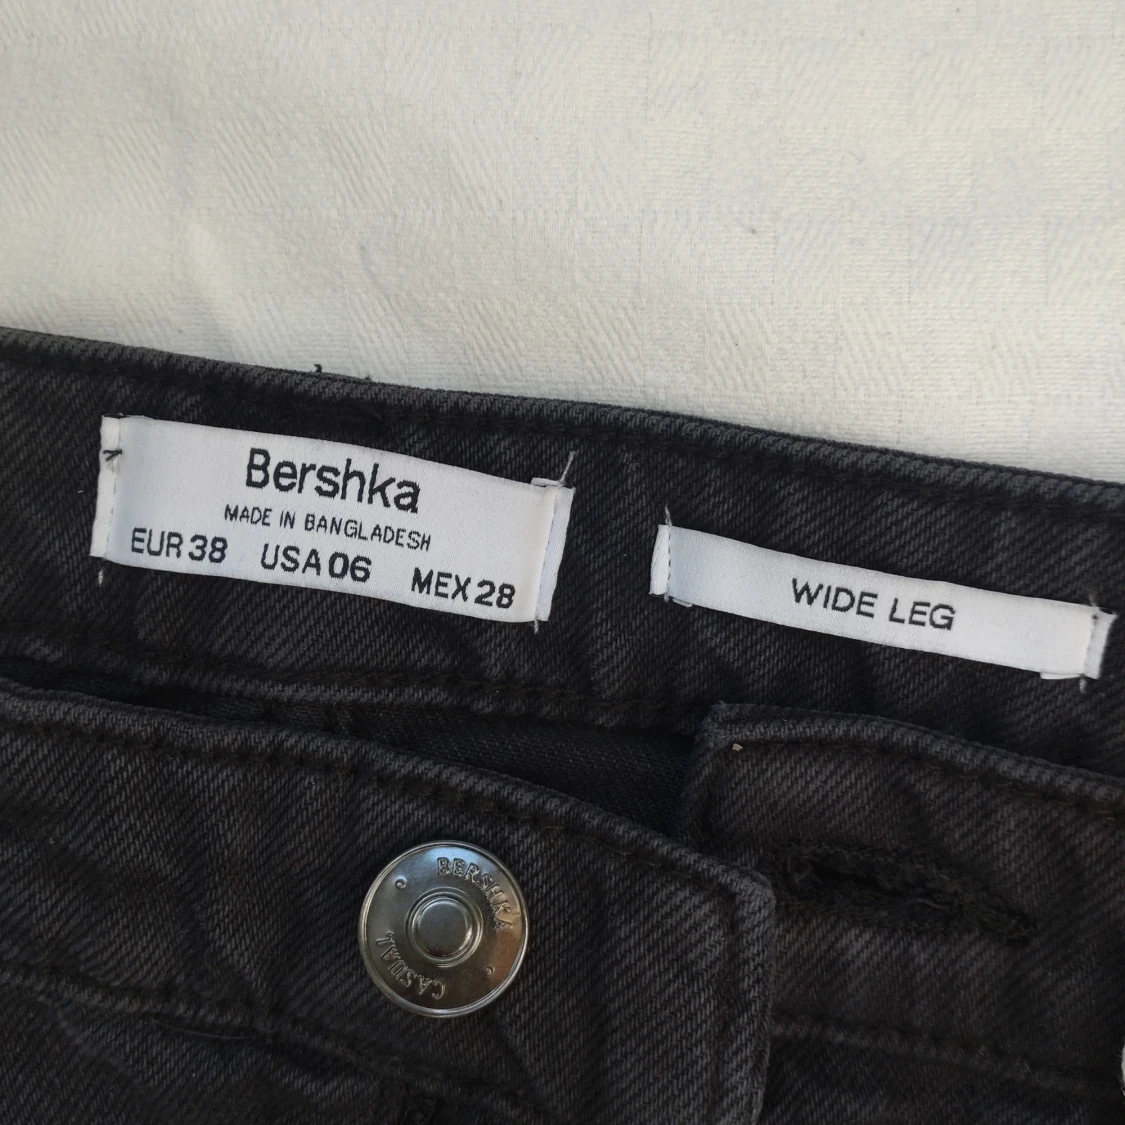 Bershka
MADE IN BANGLADESH
EUR 38 USA 06 MEX 28
WIDE LEG
BERSHKA
CASUAL